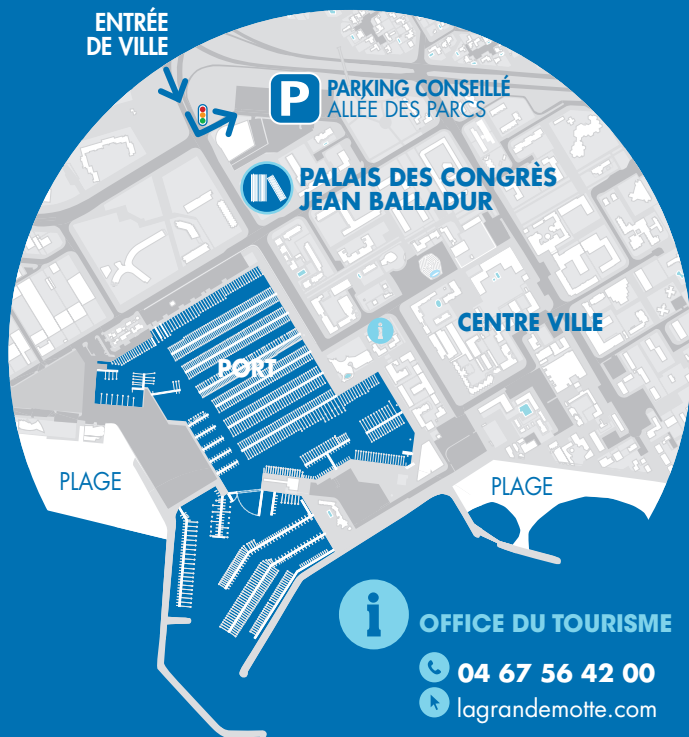 ENTRÉE
DE VILLE
P
PARKING CONSEILLÉ
ALLÉE DES PARCS
PALAIS DES CONGRÈS
JEAN BALLADUR
i
CENTRE VILLE
PORT
PLAGE
PLAGE
i
OFFICE DU TOURISME
04 67 56 42 00
lagrandemotte.com